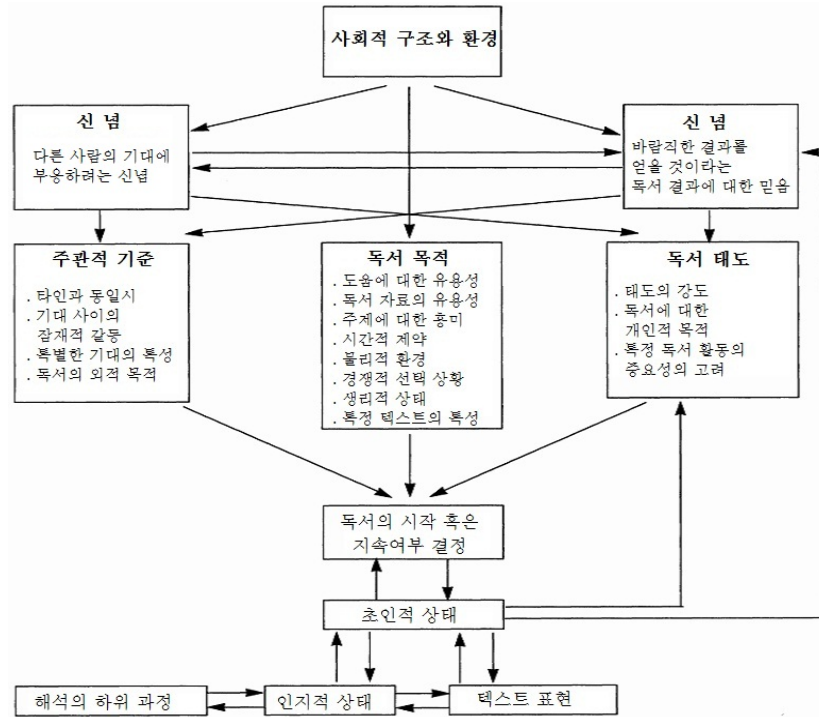 사회적 구조와 환경
신 념
다른 사람의 기대에
부응하려는 신념
신 념
바람직한 결과를
얻을 것이라는
독서 결과에 대한 믿음
주관적 기준
. 타인과 동일시
. 기대 사이의
잠재적 갈등
. 특별한 기대의 특성
. 독서의 외적 목적
독서 목적
. 도움에 대한 유용성
. 독서 자료의 유용성
. 주제에 대한 흥미
. 시간적 제약
. 물리적 환경
. 경쟁적 선택 상황
. 생리적 상태
. 특정 텍스트의 특성
독서 태도
. 태도의 강도
. 독서에 대한
개인적 목적
. 특정 독서 활동의
중요성의 고려
독서의 시작 혹은
지속여부 결정
초인적 상태
해석의 하위 과정
인지적 상태
텍스트 표현